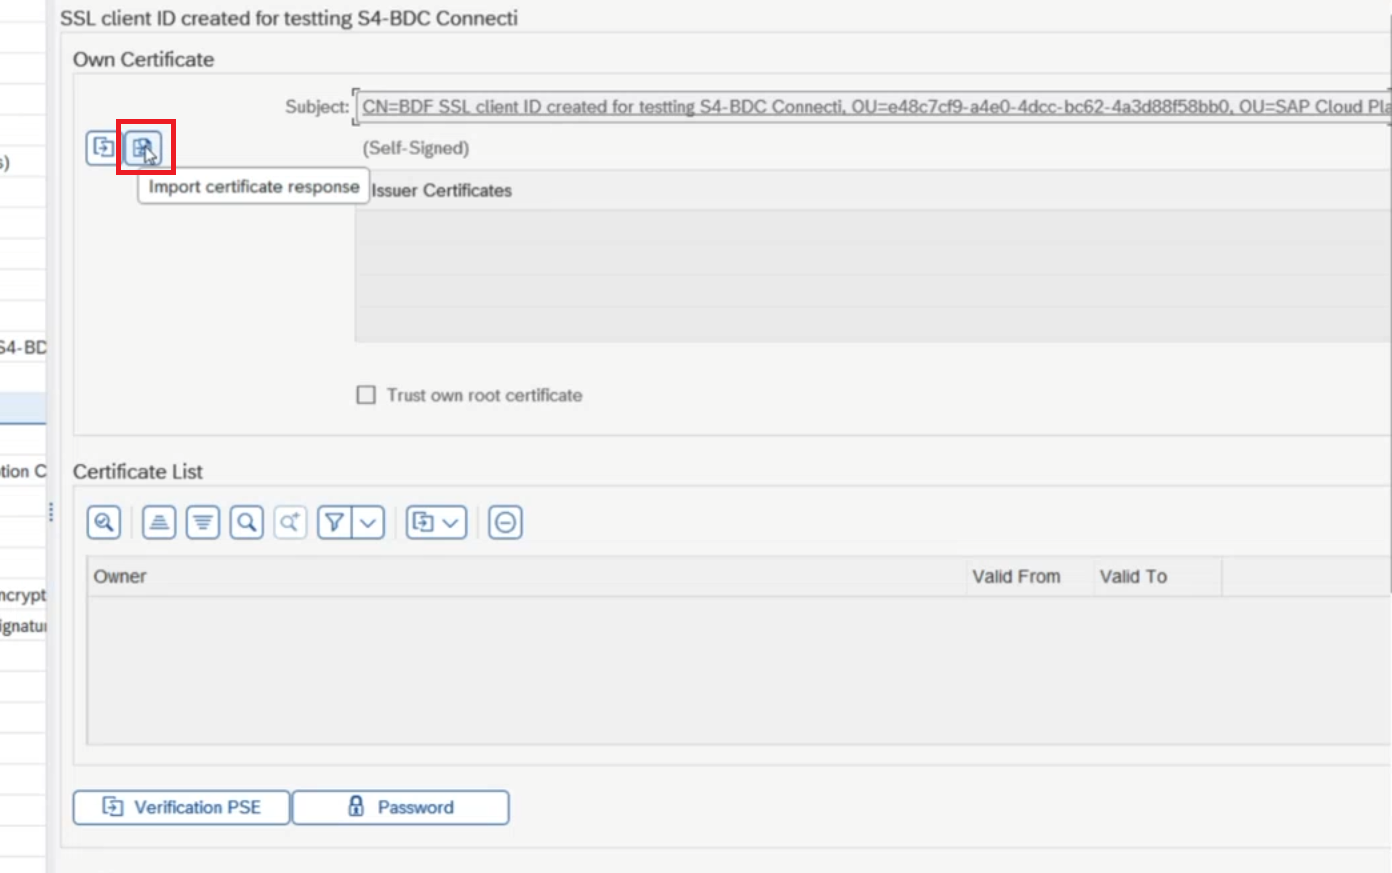 SSL client ID created for testting S4-BDC Connecti
Own Certificate
Subject: CN=BDF SSL client ID created for testting S4-BDC Connecti, OU=e48c7cf9-a4e0-4dcc-bc62-4a3d88f58bb0, OU=SAP Cloud Pla
s)
(Self-Signed)
Import certificate response
Issuer Certificates
S4-BD
Trust own root certificate
Certificate List
tion C
Owner
Valid From
Valid To
ncrypt
ignatu
Verification PSE
Password